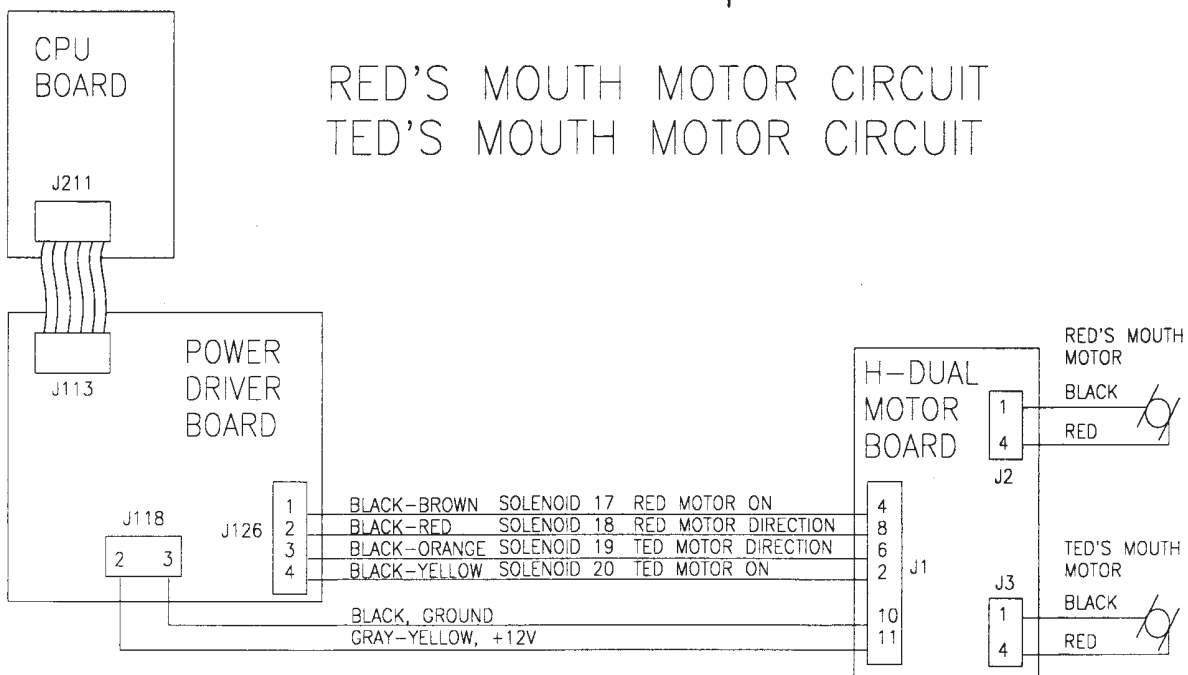 CPU
BOARD
RED'S MOUTH MOTOR CIRCUIT
TED'S MOUTH MOTOR CIRCUIT
J211
J113
POWER
DRIVER
BOARD
J118
2 3
J126
1
2
3
4
BLACK-BROWN SOLENOID 17 RED MOTOR ON
BLACK-RED SOLENOID 18 RED MOTOR DIRECTION
BLACK-ORANGE SOLENOID 19 TED MOTOR DIRECTION
BLACK-YELLOW SOLENOID 20 TED MOTOR ON
BLACK, GROUND
GRAY-YELLOW, +12V
H-DUAL
MOTOR
BOARD
4
8
6
2
10
11
J1
1
4
J2
RED'S MOUTH
MOTOR
BLACK
RED
J3
1
4
TED'S MOUTH
MOTOR
BLACK
RED